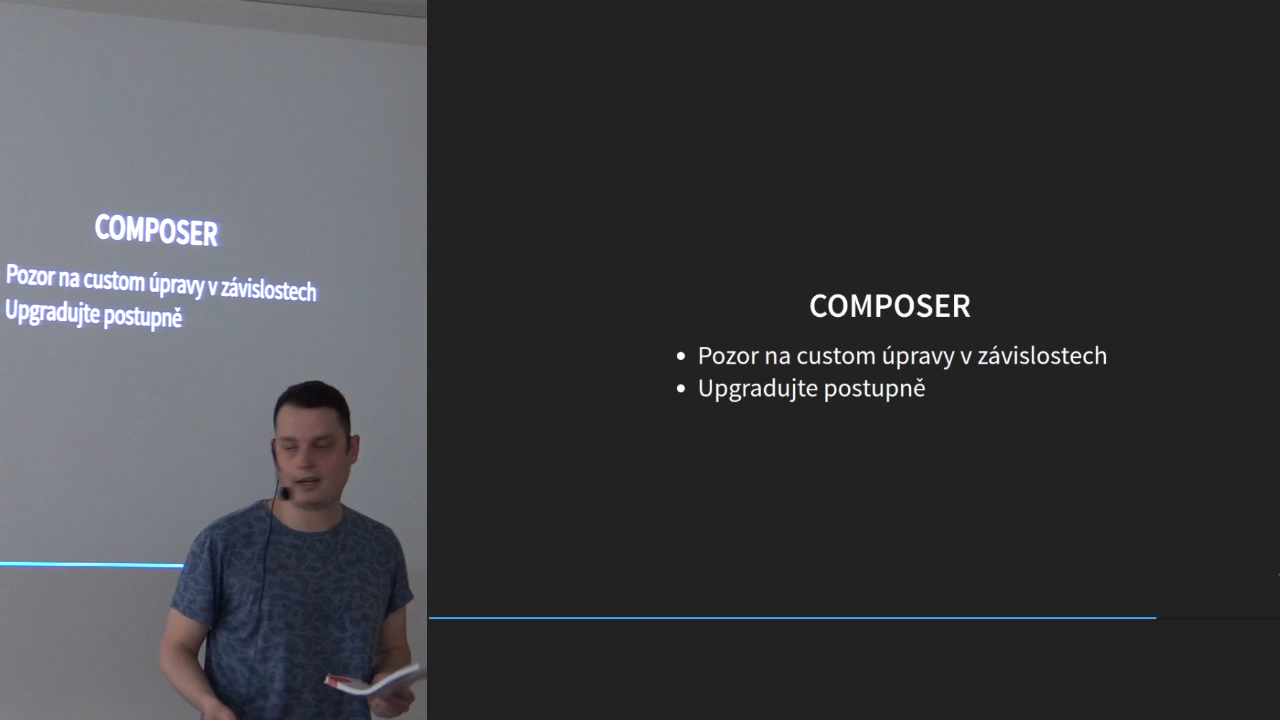 COMPOSER
Pozor na custom úpravy v závislostech
Upgradujte postupně
COMPOSER
Pozor na custom úpravy v závislostech
Upgradujte postupně